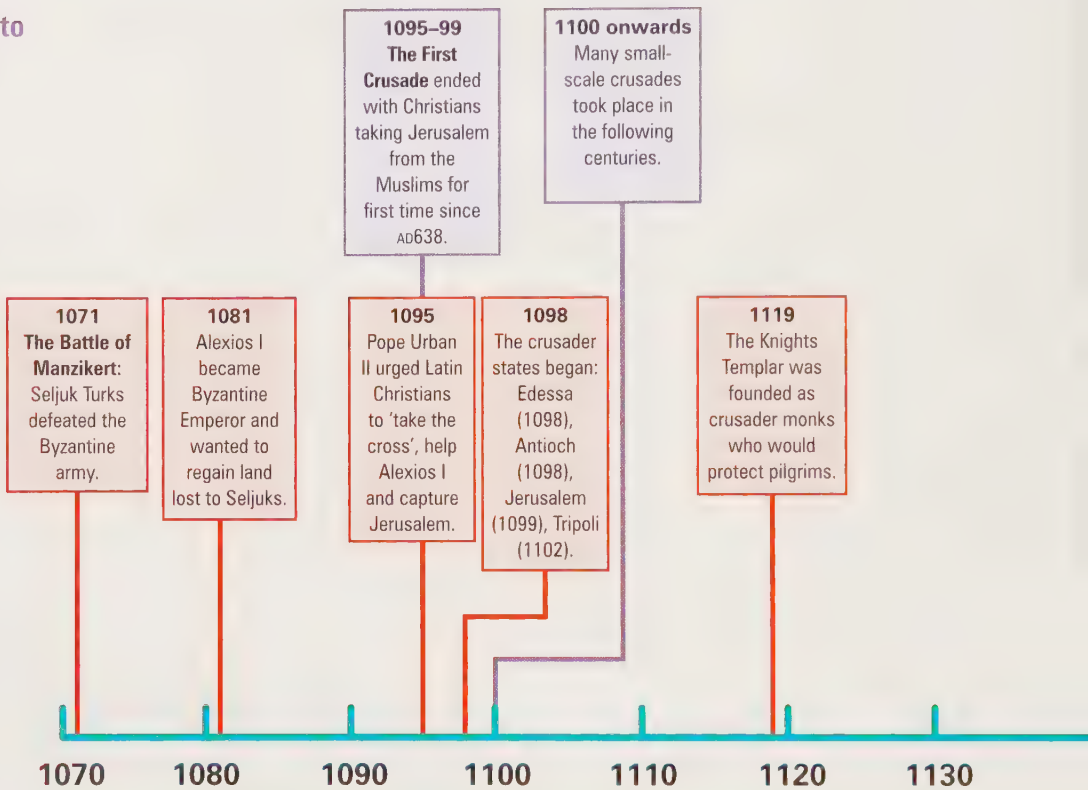 to
1095–99
The First
Crusade ended
with Christians
taking Jerusalem
from the
Muslims for
first time since
AD638.
1100 onwards
Many small-
scale crusades
took place in
the following
centuries.
1071
The Battle of
Manzikert:
Seljuk Turks
defeated the
Byzantine
army.
1081
Alexios I
became
Byzantine
Emperor and
wanted to
regain land
lost to Seljuks.
1095
Pope Urban
II urged Latin
Christians
to ‘take the
cross’, help
Alexios I
and capture
Jerusalem.
1098
The crusader
states began:
Edessa
(1098),
Antioch
(1098),
Jerusalem
(1099), Tripoli
(1102).
1119
The Knights
Templar was
founded as
crusader monks
who would
protect pilgrims.
1070 1080 1090 1100 1110 1120 1130